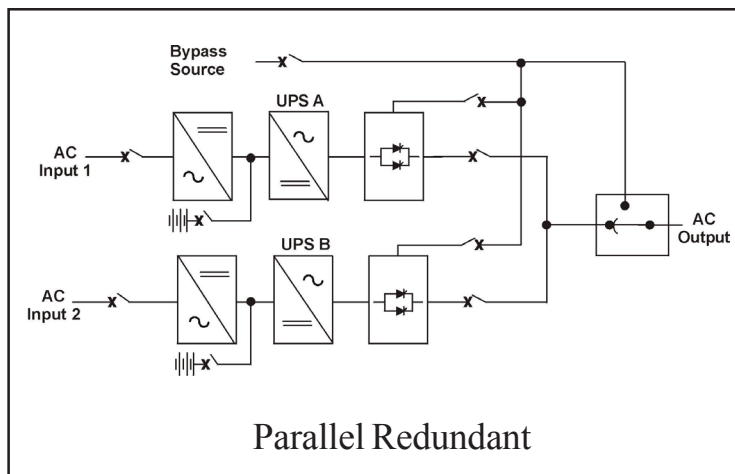 Bypass
Source
UPS A
AC
Input 1
AC
Output
UPS B
AC
Input 2
Parallel Redundant